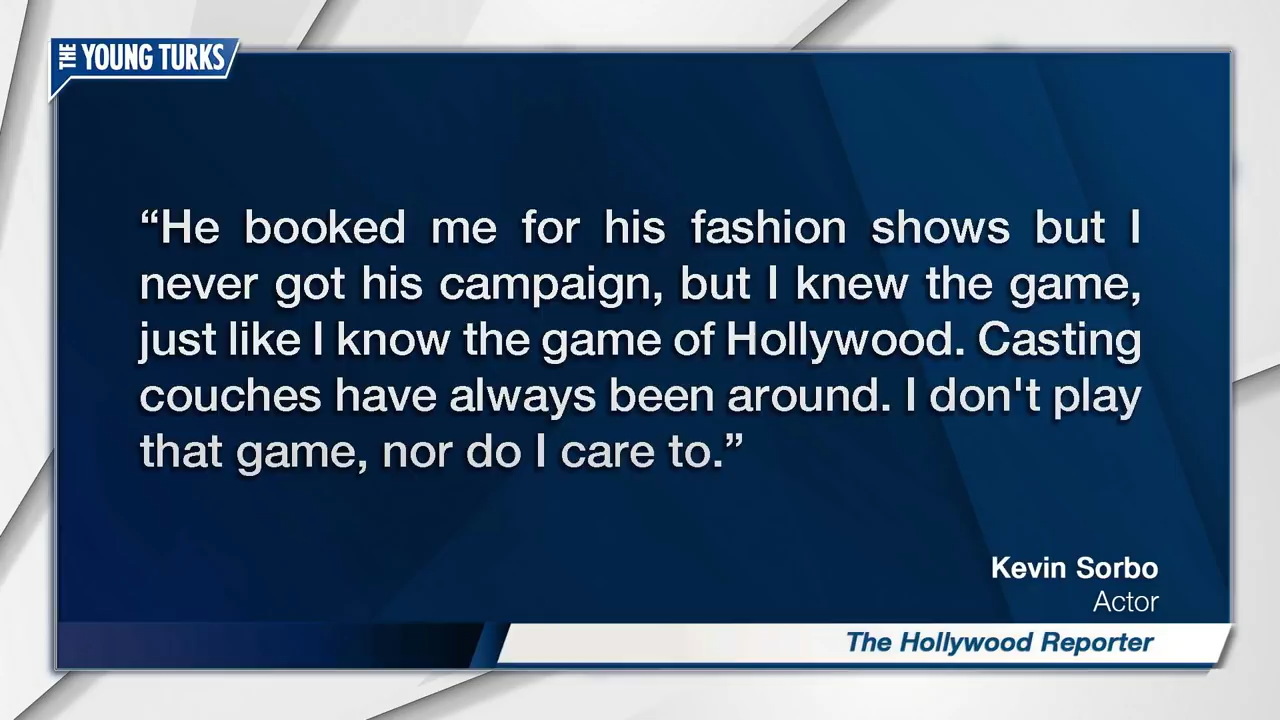 THE YOUNG TURKS
“He booked me for his fashion shows but I
never got his campaign, but I knew the game,
just like I know the game of Hollywood. Casting
couches have always been around. I don't play
that game, nor do I care to.”
Kevin Sorbo
Actor
The Hollywood Reporter